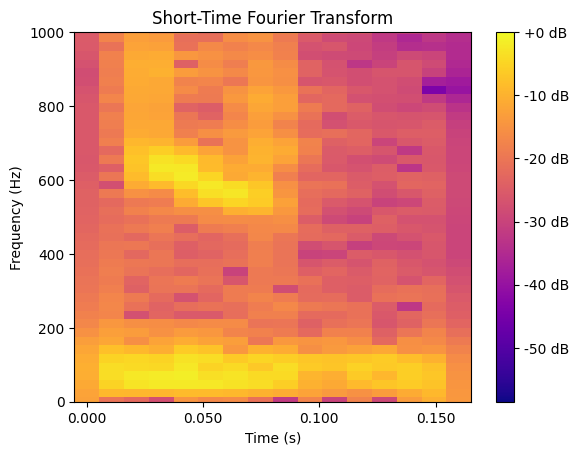 Short-Time Fourier Transform
1000
800
600
400
200
0
Frequency (Hz)
0.000
0.050
0.100
0.150
Time (s)
+0 dB
-10 dB
-20 dB
-30 dB
-40 dB
-50 dB